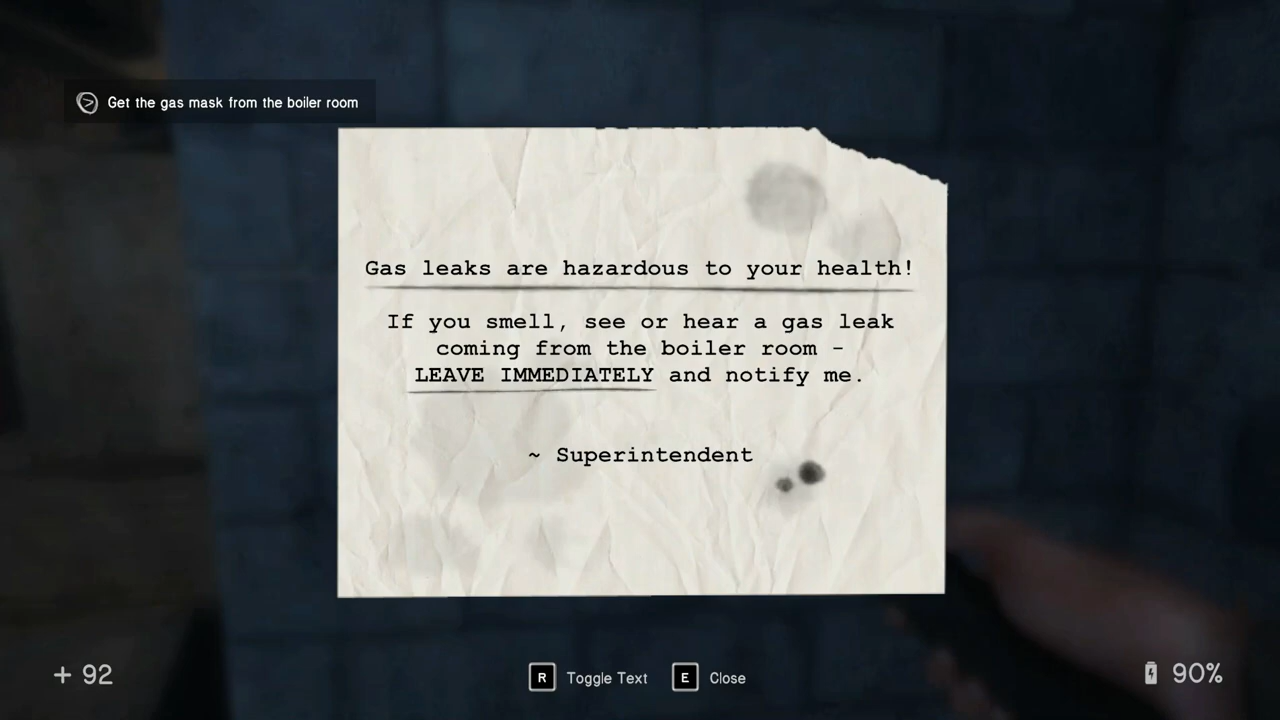 Get the gas mask from the boiler room
Gas leaks are hazardous to your health!
If you smell, see or hear a gas leak
coming from the boiler room -
LEAVE IMMEDIATELY and notify me.
~ Superintendent
+ 92
R Toggle Text E Close
90%